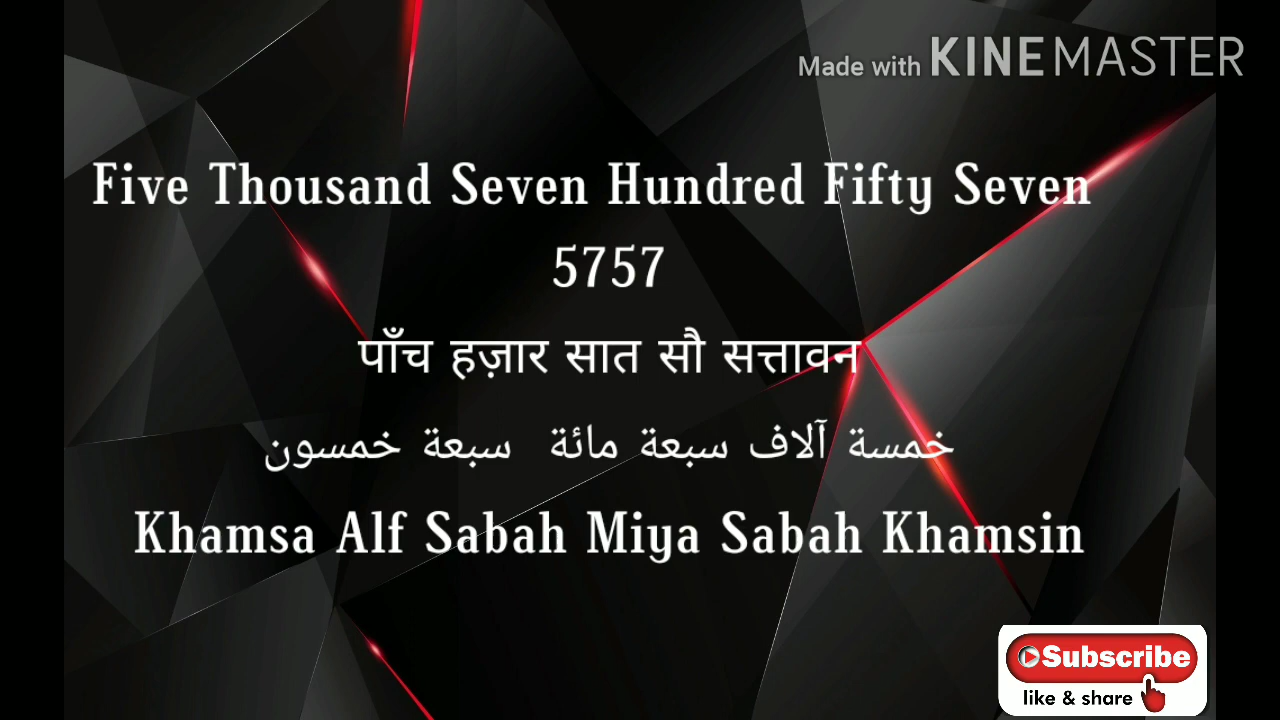 Made with KINEMASTER
Five Thousand Seven Hundred Fifty Seven
5757
पाँच हज़ार सात सौ सत्तावन
خمسة آلاف سبعة مائة سبعة خمسون
Khamsa Alf Sabah Miya Sabah Khamsin
Subscribe
like & share